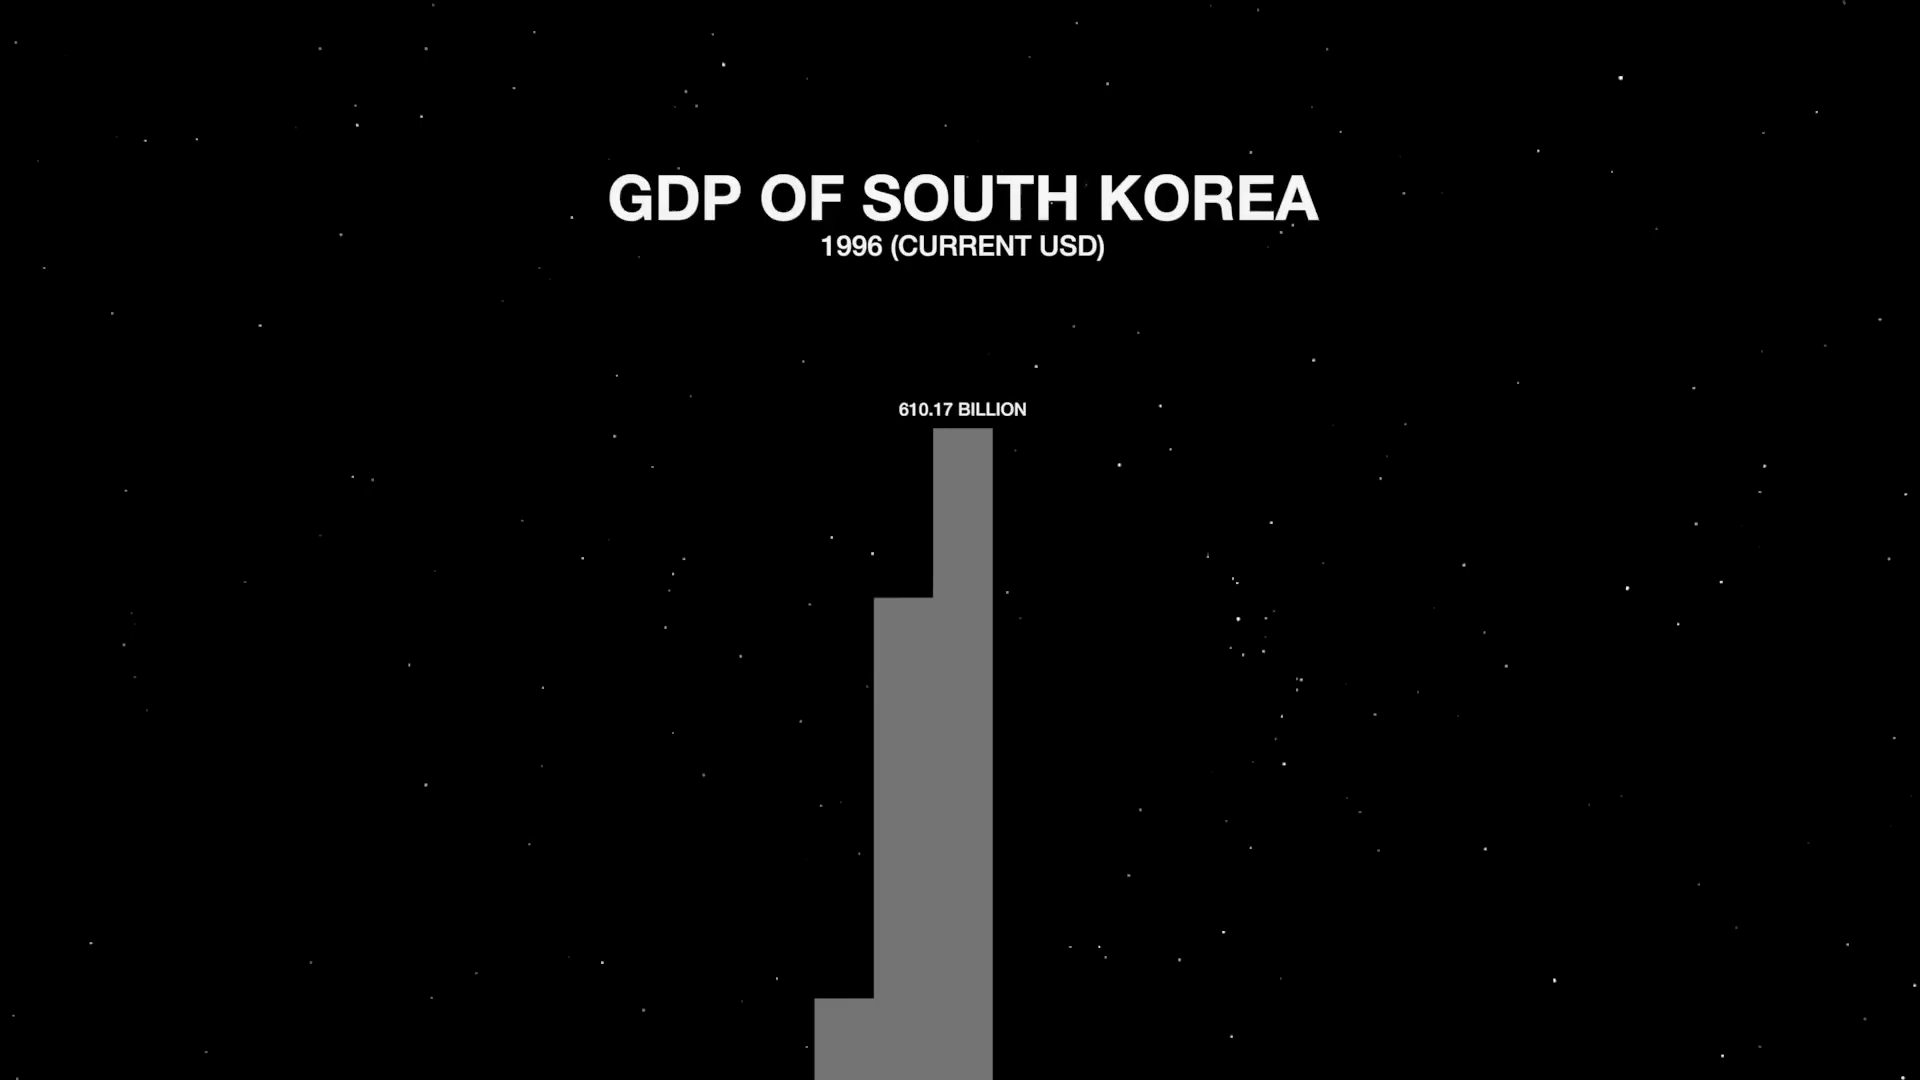 GDP OF SOUTH KOREA
1996 (CURRENT USD)
610.17 BILLION